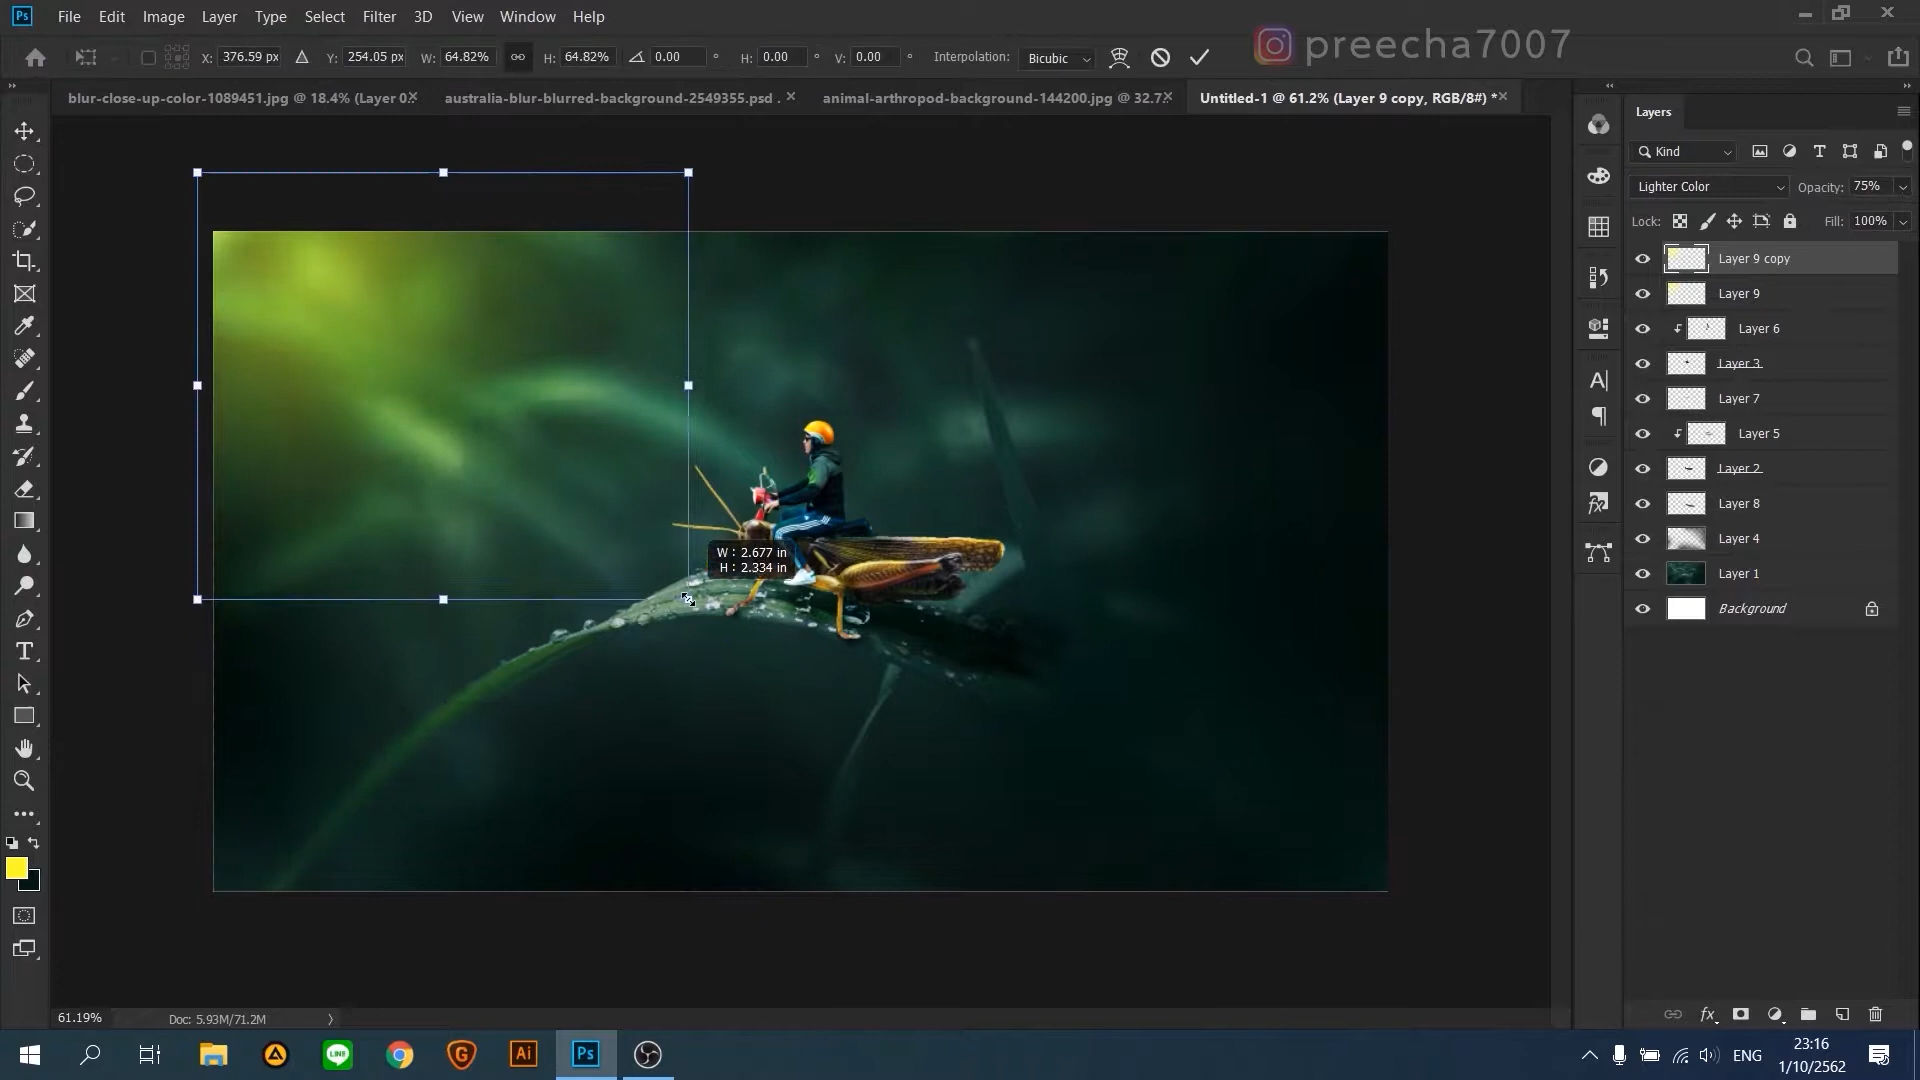 Ps File Edit Image Layer Type Select Filter 3D View Window Help
X: 376.59 px Y: 254.05 px W: 64.82% H: 64.82% 0.00 ° H: 0.00 ° V: 0.00 ° Interpolation: Bicubic
preecha7007
blur-close-up-color-1089451.jpg @ 18.4% (Layer 0, australia-blur-blurred-background-2549355.psd . animal-arthropod-background-144200.jpg @ 32.7 Untitled-1 @ 61.2% (Layer 9 copy, RGB/8#) *
Layers
Kind
Lighter Color Opacity: 75%
Lock: Fill: 100%
Layer 9 copy
Layer 9
Layer 6
Layer 3
Layer 7
Layer 5
Layer 2
Layer 8
Layer 4
Layer 1
Background
W : 2.677 in
H : 2.334 in
61.19% Doc: 5.93M/71.2M
fx
LINE G Ai Ps ENG
23:16
1/10/2562